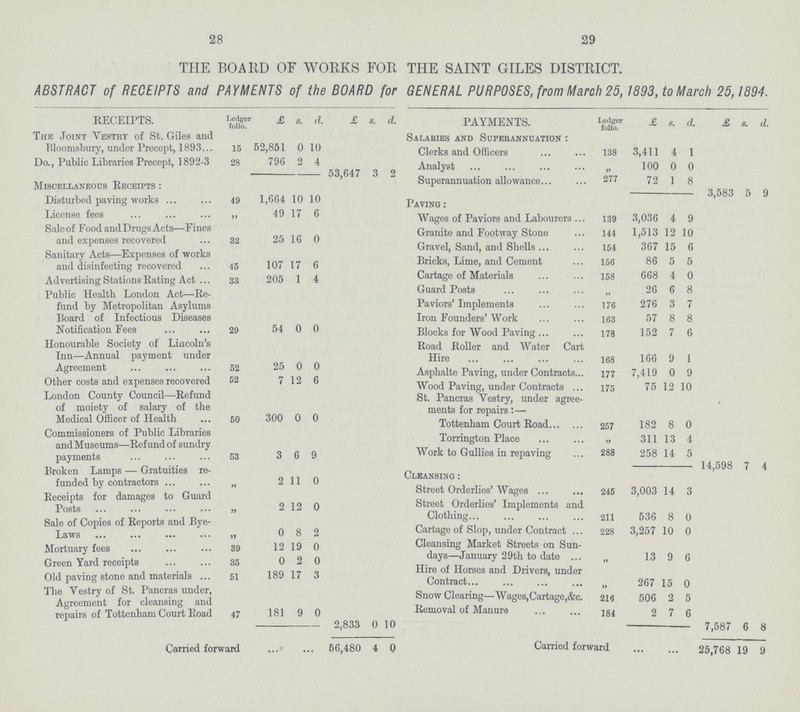 28
29
THE BOARD OF WORKS FOR THE SAINT GILES DISTRICT.
ABSTRACT of RECEIPTS and PAYMENTS of the BOARD for GENERAL PURPOSES, from March 25, 1893, to March 25, 1894.
RECEIPTS. Ledger folio. £ s. d. £ s. d.
The Joint Vestry of St. Giles and
Bloomsbury, under Precept, 1893... 15 52,851 0 10
Do., Public Libraries Precept, 1892-3 28 796 2 4
53,647 3 2
Miscellaneous Receipts :
Disturbed paving works ... ... 49 1,664 10 10
License fees ... ... ... ,, 49 17 6
Sale of Food and Drugs Acts—Fines
and expenses recovered ... 32 25 16 0
Sanitary Acts—Expenses of works
and disinfecting recovered ... 45 107 17 6
Advertising Stations Rating Act ... 33 205 1 4
Public Health London Act—Re-
fund by Metropolitan Asylums
Board of Infectious Diseases
Notification Fees ... ... 29 54 0 0
Honourable Society of Lincoln's
Inn—Annual payment under
Agreement ... ... ... 52 25 0 0
Other costs and expenses recovered 52 7 12 6
London County Council—Refund
of moiety of salary of the
Medical Officer of Health ... 50 300 0 0
Commissioners of Public Libraries
and Museums—Refund of sundry
payments ... ... ... 53 3 6 9
Broken Lamps — Gratuities re-
funded by contractors ... ... ,, 2 11 0
Receipts for damages to Guard
Posts ... ... ... ... ,, 2 12 0
Sale of Copies of Reports and Bye-
Laws ... ... ... ... ,, 0 8 2
Mortuary fees ... ... ... 39 12 19 0
Green Yard receipts ... ... 35 0 2 0
Old paving stone and materials ... 51 189 17 3
The Vestry of St. Pancras under,
Agreement for cleansing and
repairs of Tottenham Court Road 47 181 9 0
2,833 0 10
Carried forward ... ... 56,480 4 0
PAYMENTS. Ledger folio. £ s. d. £ s. d.
Salaries and Superannuation :
Clerks and Officers ... ... 138 3,411 4 1
Analyst ... ... ... ... ,, 100 0 0
Superannuation allowance... ... 277 72 1 8
3,583 5 9
Paving :
Wages of Paviors and Labourers ... 139 3,036 4 9
Granite and Footway Stone ... 144 1,513 12 10
Gravel, Sand, and Shells ... ... 154 367 15 6
Bricks, Lime, and Cement ... 156 86 5 5
Cartage of Materials ... ... 158 668 4 0
Guard Posts ... ... ... ,, 26 6 8
Paviors' Implements ... ... 176 276 3 7
Iron Founders' Work ... ... 163 57 8 8
Blocks for Wood Paving ... ... 178 152 7 6
Road Roller and Water Cart
Hire ... ... ... ... 168 166 9 1
Asphalte Paving, under Contracts... 177 7,419 0 9
Wood Paving, under Contracts ... 175 75 12 10
St. Pancras Vestry, under agree-
ments for repairs :—
Tottenham Court Road... ... 257 182 8 0
Torrington Place ... ... ,, 311 13 4
Work to Gullies in repaving ... 288 258 14 5
14,598 7 4
Cleansing :
Street Orderlies' Wages ... ... 245 3,003 14 3
Street Orderlies' Implements and
Clothing... ... ... ... 211 536 8 0
Cartage of Slop, under Contract ... 228 3,257 10 0
Cleansing Market Streets on Sun-
days—January 29th to date ... ,, 13 9 6
Hire of Horses and Drivers, under
Contract... ... ... ... ,, 267 15 0
Snow Clearing—Wages, Cartage, &c. 216 506 2 5
Removal of Manure ... ... 184 2 7 6
7,587 6 8
Carried forward ... ... 25,768 19 9